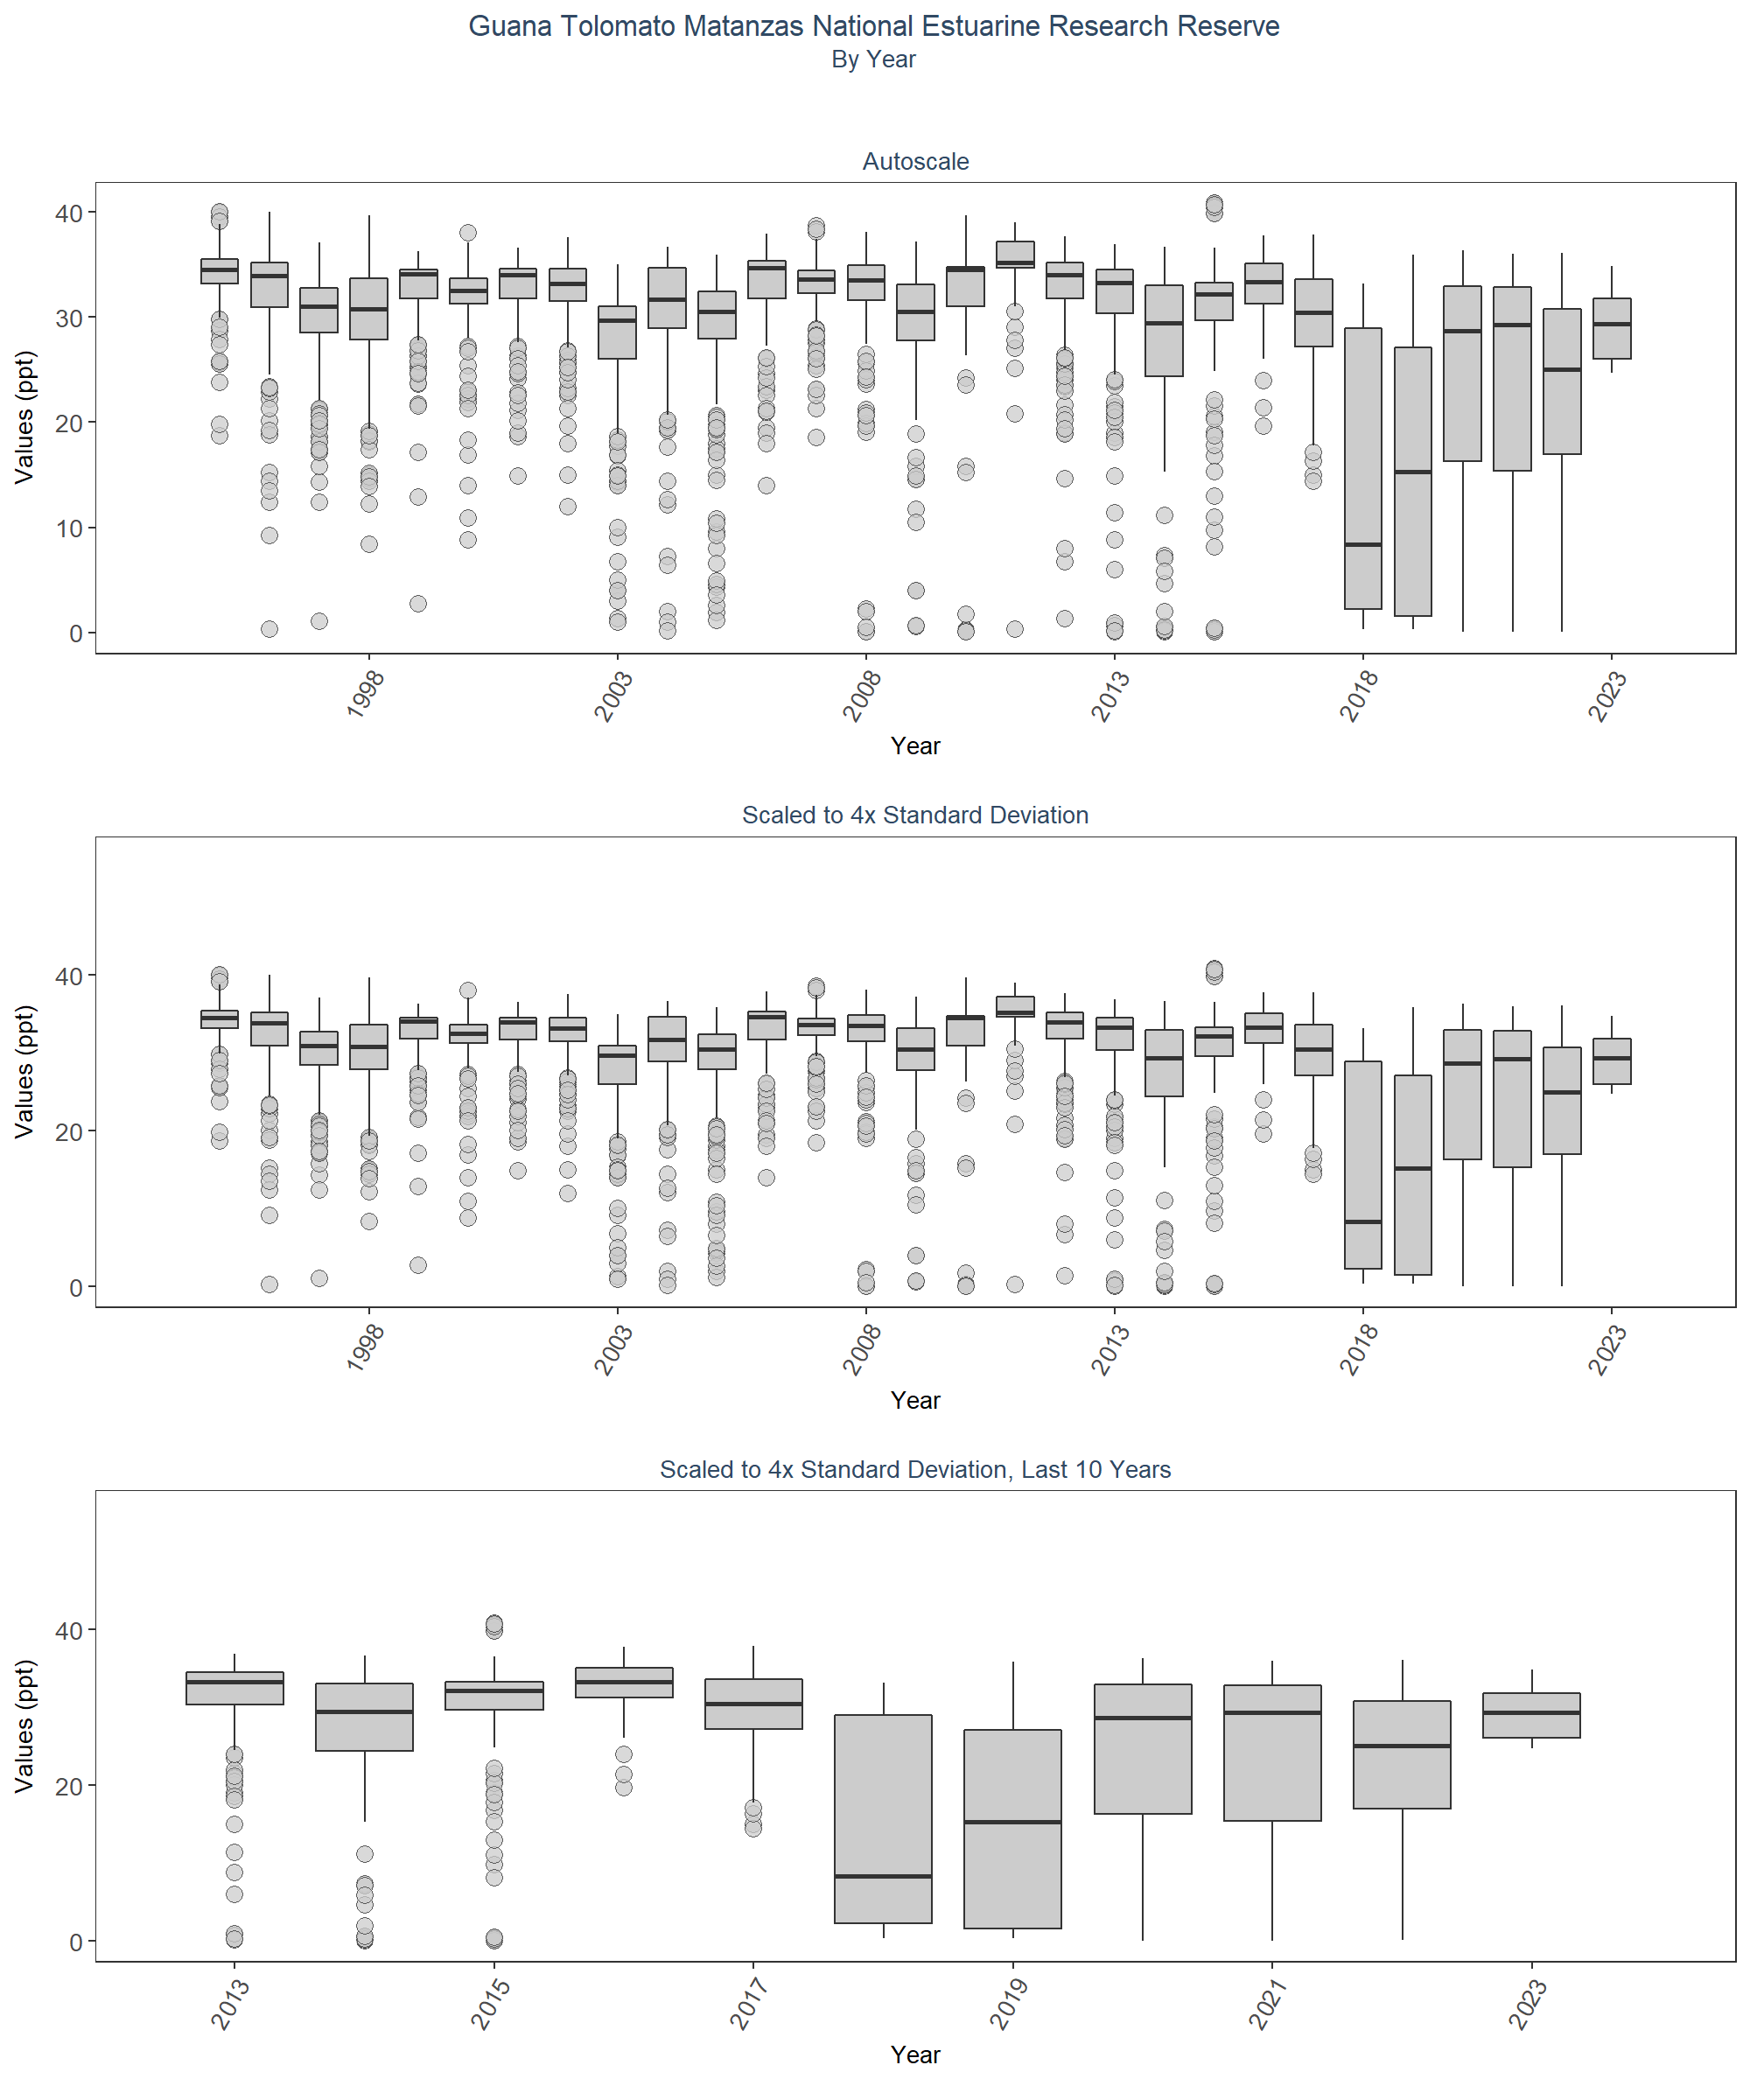 Guana Tolomato Matanzas National Estuarine Research Reserve
By Year
Autoscale
Values (ppt)
40
30
20
10
0
1998 2003 2008 2013 2018 2023
Year
Scaled to 4x Standard Deviation
Values (ppt)
40
20
0
1998 2003 2008 2013 2018 2023
Year
Scaled to 4x Standard Deviation, Last 10 Years
Values (ppt)
40
20
0
2013 2015 2017 2019 2021 2023
Year